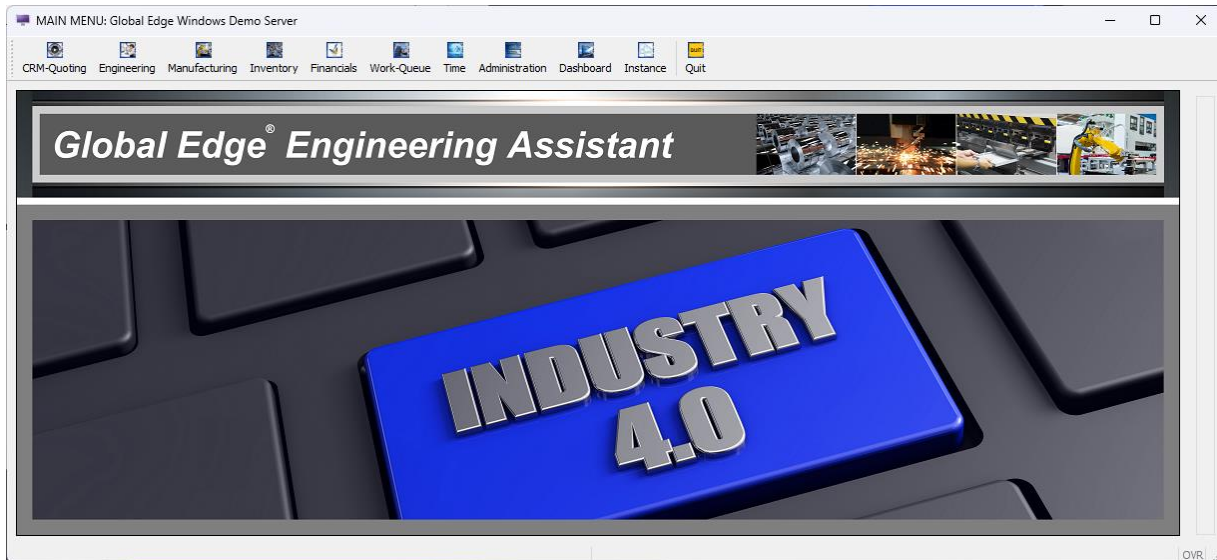 MAIN MENU: Global Edge Windows Demo Server
CRM-Quoting Engineering Manufacturing Inventory Financials Work-Queue Time Administration Dashboard Instance Quit
Global Edge® Engineering Assistant
INDUSTRY
4.0
OVR